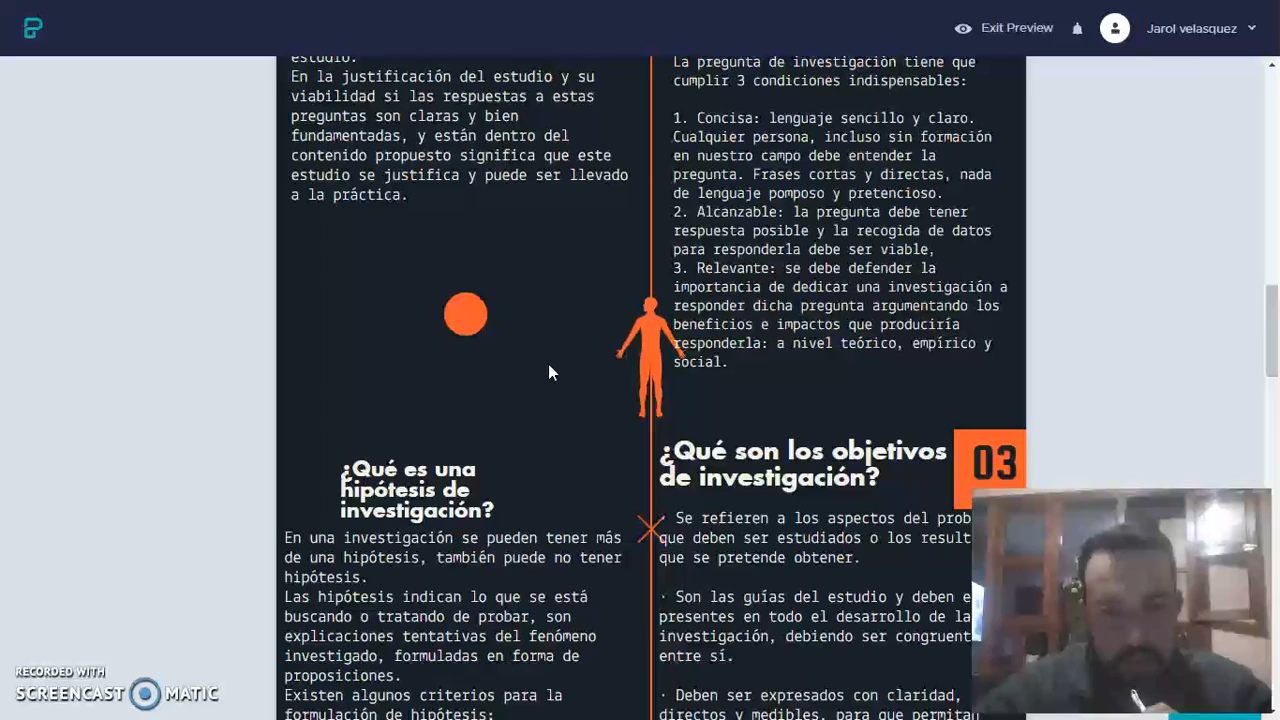 Exit Preview
Jarol velasquez
estudio.
En la justificación del estudio y su
viabilidad si las respuestas a estas
preguntas son claras y bien
fundamentadas, y están dentro del
contenido propuesto significa que este
estudio se justifica y puede ser llevado
a la práctica.
La pregunta de investigación tiene que
cumplir 3 condiciones indispensables:
1. Concisa: lenguaje sencillo y claro.
Cualquier persona, incluso sin formación
en nuestro campo debe entender la
pregunta. Frases cortas y directas, nada
de lenguaje pomposo y pretencioso.
2. Alcanzable: la pregunta debe tener
respuesta posible y la recogida de datos
para responderla debe ser viable,
3. Relevante: se debe defender la
importancia de dedicar una investigación a
responder dicha pregunta argumentando los
beneficios e impactos que produciría
responderla: a nivel teórico, empírico y
social.
¿Qué es una
hipótesis de
investigación?
En una investigación se pueden tener más
de una hipótesis, también puede no tener
hipótesis.
Las hipótesis indican lo que se está
buscando o tratando de probar, son
explicaciones tentativas del fenómeno
investigado, formuladas en forma de
proposiciones.
Existen algunos criterios para la
formulación de hipótesis:
¿Qué son los objetivos
de investigación?
03
· Se refieren a los aspectos del prob
que deben ser estudiados o los result
que se pretende obtener.
· Son las guías del estudio y deben e
presentes en todo el desarrollo de la
investigación, debiendo ser congruent
entre sí.
· Deben ser expresados con claridad,
directos y medibles, para que permitan
RECORDED WITH
SCREENCAST MATIC